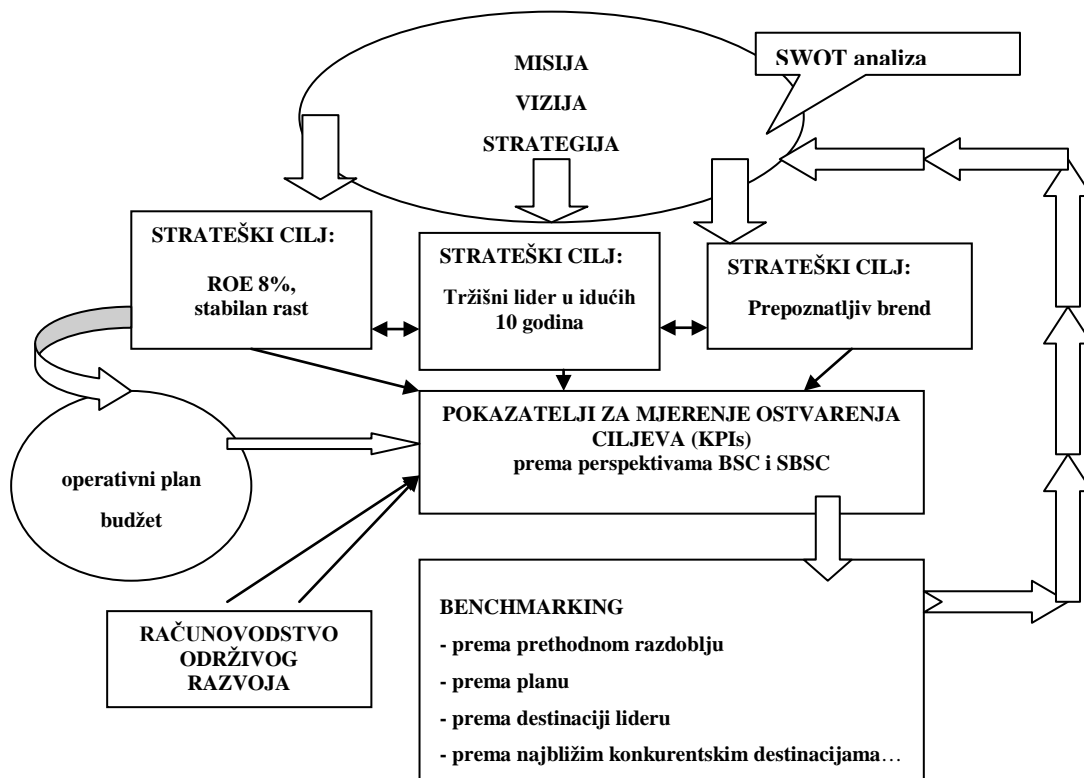 MISIJA
VIZIJA
STRATEGIJA
SWOT analiza
STRATEŠKI CILJ:
ROE 8%,
stabilan rast
STRATEŠKI CILJ:
Tržišni lider u idućih
10 godina
STRATEŠKI CILJ:
Prepoznatljiv brend
POKAZATELJI ZA MJERENJE OSTVARENJA
CILJEVA (KPIs)
prema perspektivama BSC i SBSC
operativni plan
budžet
RAČUNOVODSTVO
ODRŽIVOG
RAZVOJA
BENCHMARKING
- prema prethodnom razdoblju
- prema planu
- prema destinaciji lideru
- prema najbližim konkurentskim destinacijama…